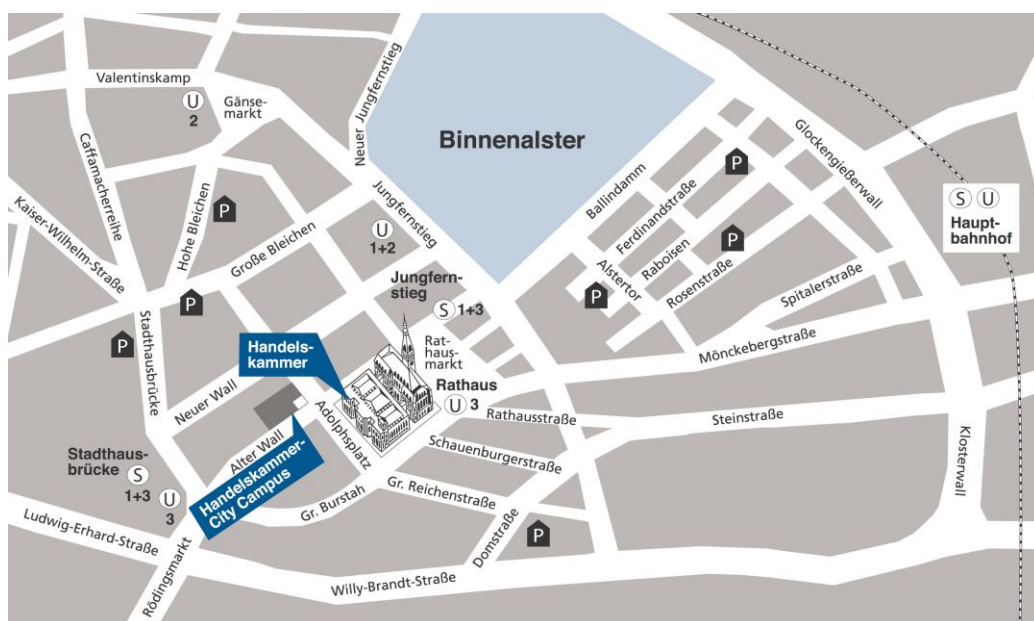 Valentinskamp
U
2
Gänse-
markt
Neuer Jungfernstieg
Binnenalster
Caffamacherreihe
Kaiser-Wilhelm-Straße
Hohe Bleichen
P
Große Bleichen
P
P
Stadthausbrücke
Jungfernstieg
U
1+2
Jungfern-
stieg
S 1+3
Ballindamm
Ferdinandstraße
P
Raboisen
P
Alstertor
P
Rosenstraße
Glockengießerwall
S U
Haupt-
bahnhof
Spitalerstraße
Mönckebergstraße
Handels-
kammer
Rat-
haus-
markt
Rathaus
U 3
Rathausstraße
Steinstraße
Neuer Wall
Alter Wall
Adolphsplatz
Schauenburgerstraße
Klosterwall
Stadthaus-
brücke
S
1+3
U
3
Handelskammer-
City Campus
Gr. Burstah
Gr. Reichenstraße
P
Domstraße
Ludwig-Erhard-Straße
Rödingsmarkt
Willy-Brandt-Straße